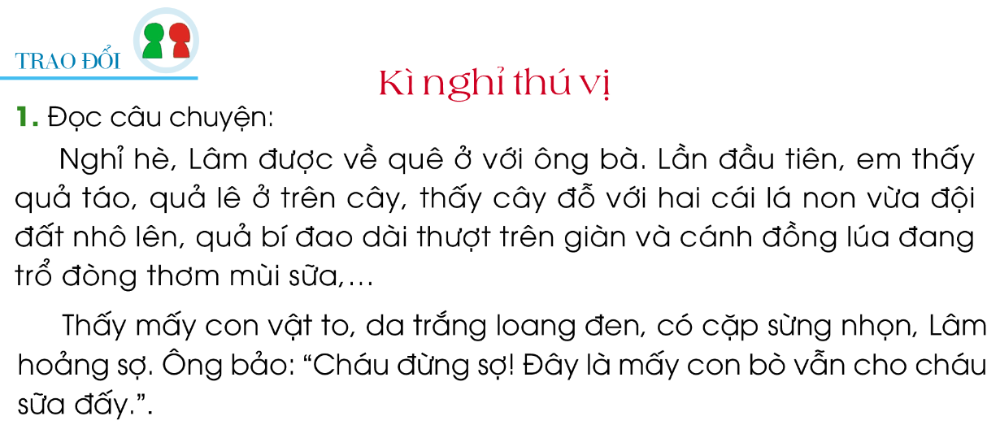 TRAO ĐỔI
Kì nghỉ thú vị
1. Đọc câu chuyện:
Nghỉ hè, Lâm được về quê ở với ông bà. Lần đầu tiên, em thấy
quả táo, quả lê ở trên cây, thấy cây đỗ với hai cái lá non vừa đội
đất nhô lên, quả bí đao dài thượt trên giàn và cánh đồng lúa đang
trổ đòng thơm mùi sữa,...
Thấy mấy con vật to, da trắng loang đen, có cặp sừng nhọn, Lâm
hoảng sợ. Ông bảo: “Cháu đừng sợ! Đây là mấy con bò vẫn cho cháu
sữa đấy.”.